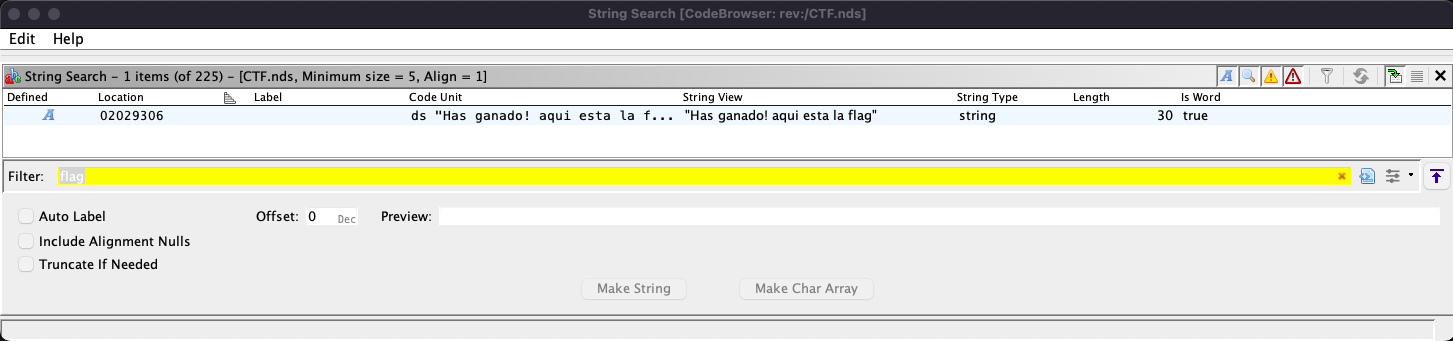 String Search [CodeBrowser: rev:/CTF.nds]
Edit Help
String Search - 1 items (of 225) - [CTF.nds, Minimum size = 5, Align = 1]
Defined Location Label Code Unit String View String Type Length Is Word
A 02029306 ds "Has ganado! aqui esta la f... "Has ganado! aqui esta la flag" string 30 true
Filter: flag
Auto Label Offset: 0 Dec Preview:
Include Alignment Nulls
Truncate If Needed
Make String Make Char Array